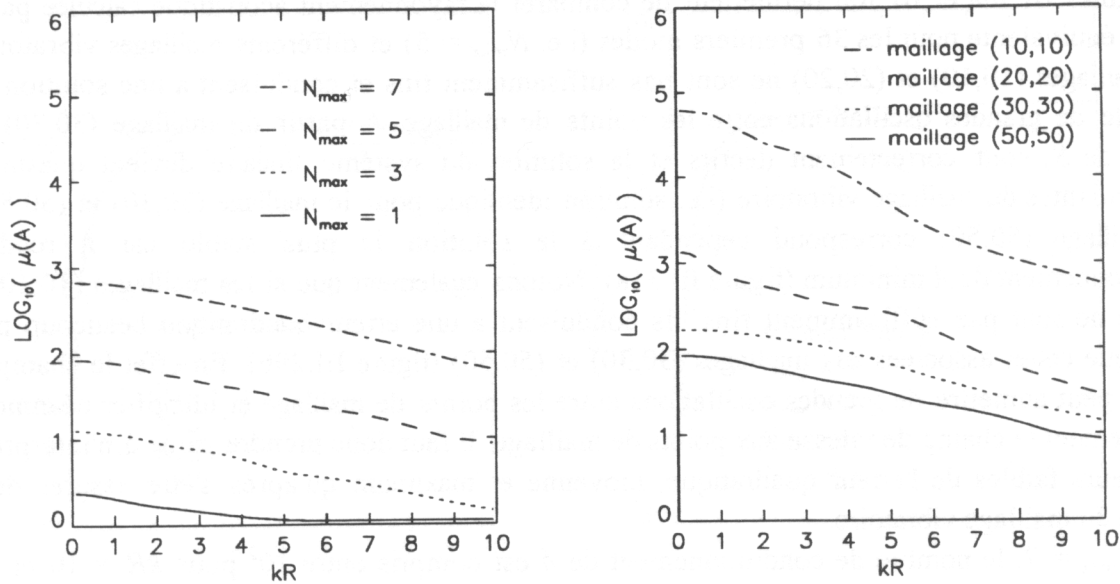 6
5
4
3
2
1
0
LOG₁₀( μ(A) )
N_max = 7
N_max = 5
N_max = 3
N_max = 1
0 1 2 3 4 5 6 7 8 9 10
kR
6
5
4
3
2
1
0
LOG₁₀( μ(A) )
maillage (10,10)
maillage (20,20)
maillage (30,30)
maillage (50,50)
0 1 2 3 4 5 6 7 8 9 10
kR